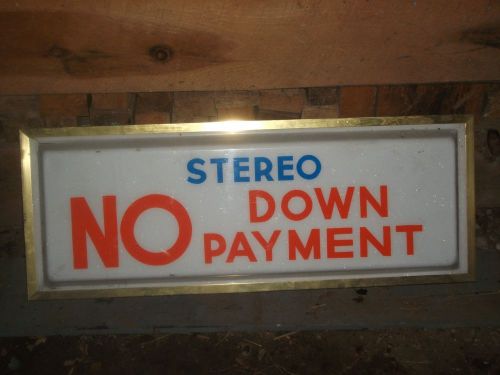 STEREO
NO DOWN
PAYMENT